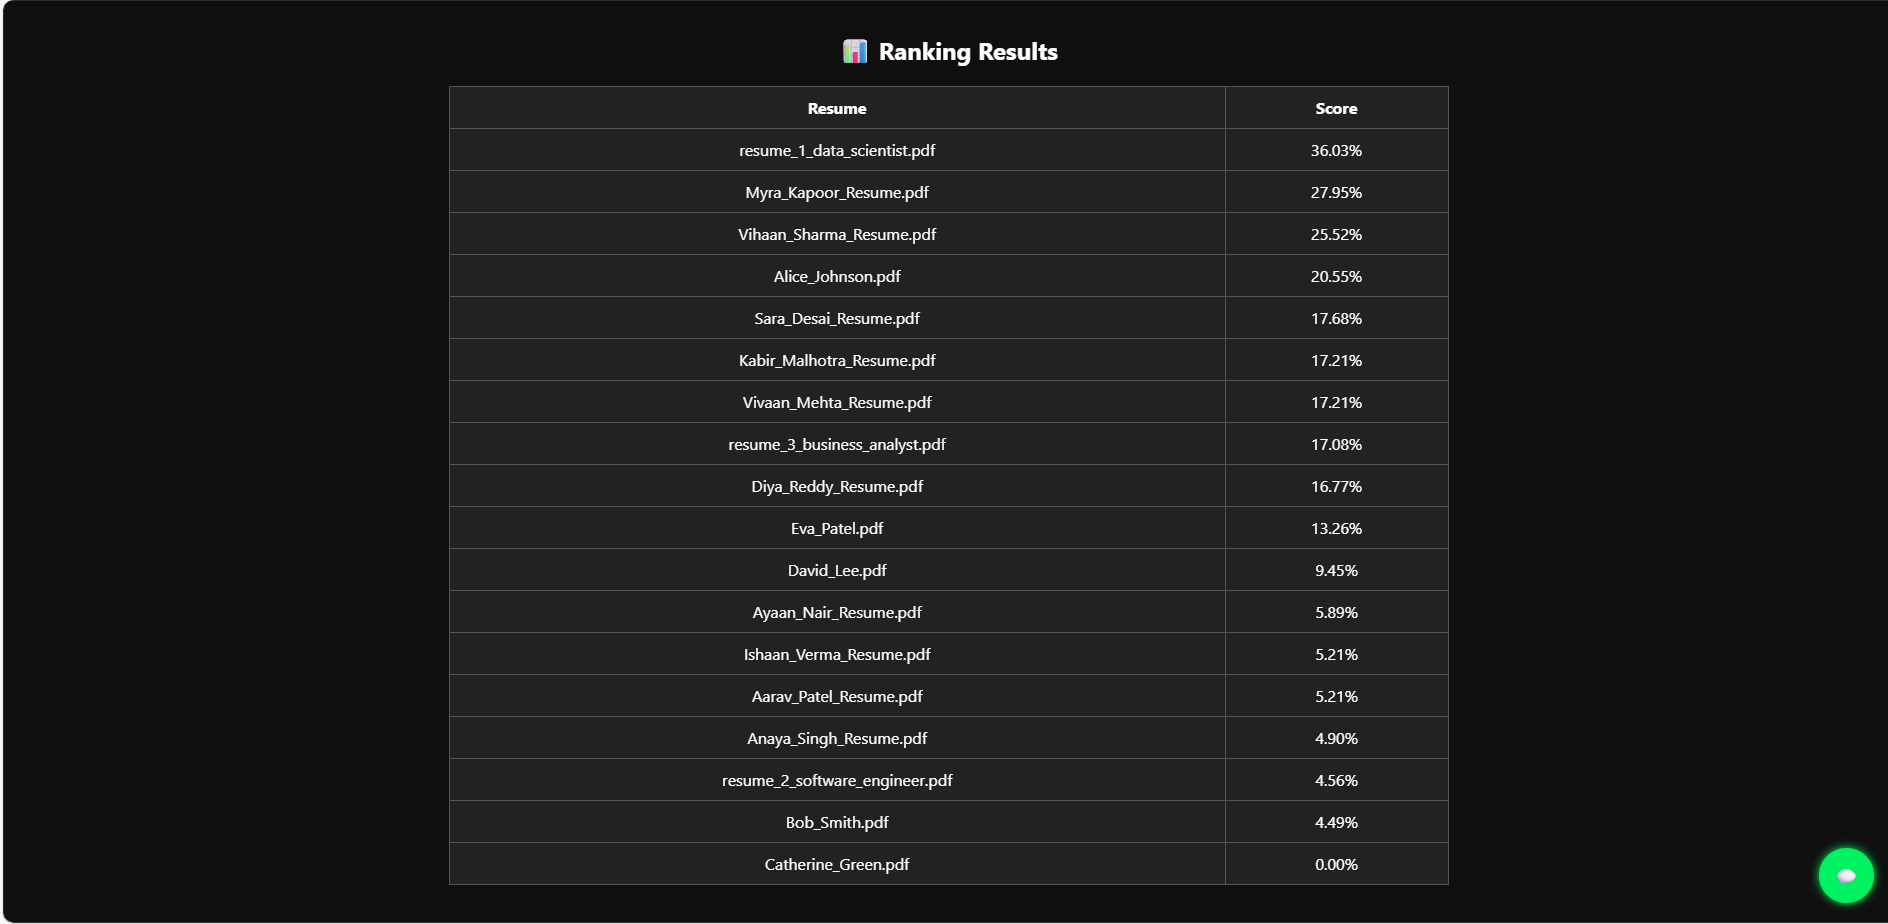 Ranking Results
Resume Score
resume_1_data_scientist.pdf 36.03%
Myra_Kapoor_Resume.pdf 27.95%
Vihaan_Sharma_Resume.pdf 25.52%
Alice_Johnson.pdf 20.55%
Sara_Desai_Resume.pdf 17.68%
Kabir_Malhotra_Resume.pdf 17.21%
Vivaan_Mehta_Resume.pdf 17.21%
resume_3_business_analyst.pdf 17.08%
Diya_Reddy_Resume.pdf 16.77%
Eva_Patel.pdf 13.26%
David_Lee.pdf 9.45%
Ayaan_Nair_Resume.pdf 5.89%
Ishaan_Verma_Resume.pdf 5.21%
Aarav_Patel_Resume.pdf 5.21%
Anaya_Singh_Resume.pdf 4.90%
resume_2_software_engineer.pdf 4.56%
Bob_Smith.pdf 4.49%
Catherine_Green.pdf 0.00%